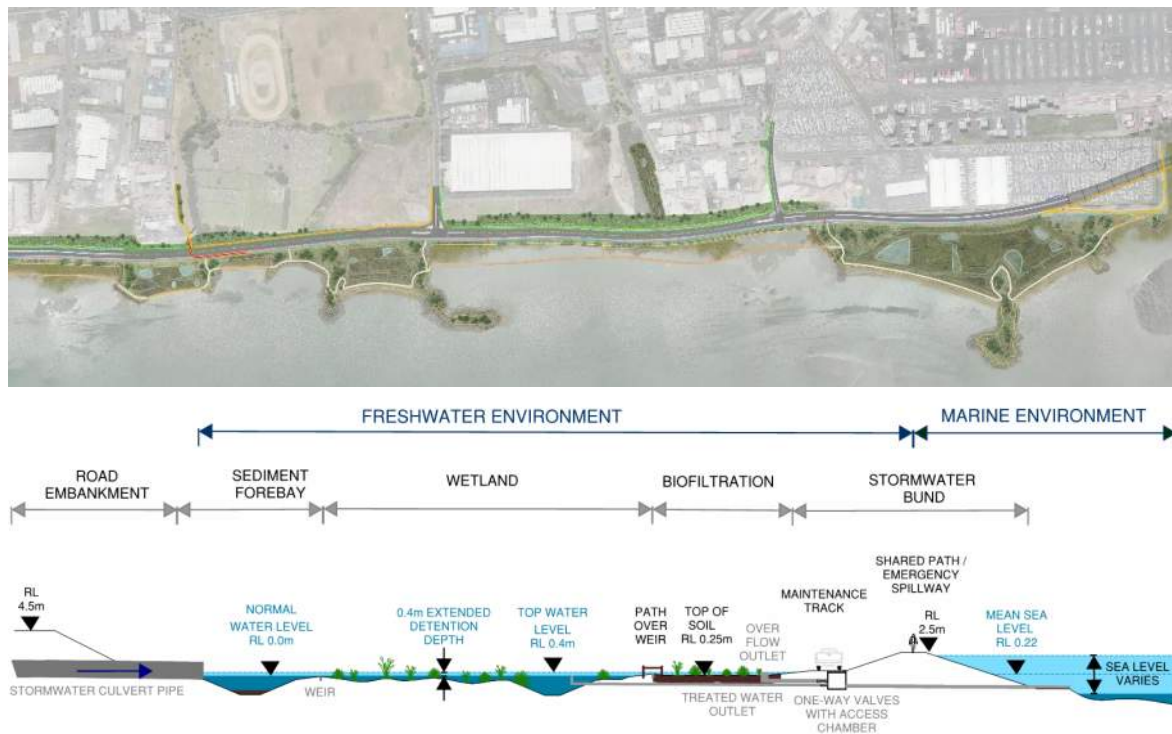 FRESHWATER ENVIRONMENT
MARINE ENVIRONMENT
ROAD
EMBANKMENT
SEDIMENT
FOREBAY
WETLAND
BIOFILTRATION
STORMWATER
BUND
RL
4.5m
NORMAL
WATER LEVEL
RL 0.0m
0.4m EXTENDED
DETENTION
DEPTH
TOP WATER
LEVEL
RL 0.4m
PATH
OVER
WEIR
TOP OF
SOIL
RL 0.25m
OVER
FLOW
OUTLET
MAINTENANCE
TRACK
SHARED PATH /
EMERGENCY
SPILLWAY
RL
2.5m
MEAN SEA
LEVEL
RL 0.22
SEA LEVEL
VARIES
STORMWATER CULVERT PIPE
WEIR
TREATED WATER
OUTLET
ONE-WAY VALVES
WITH ACCESS
CHAMBER